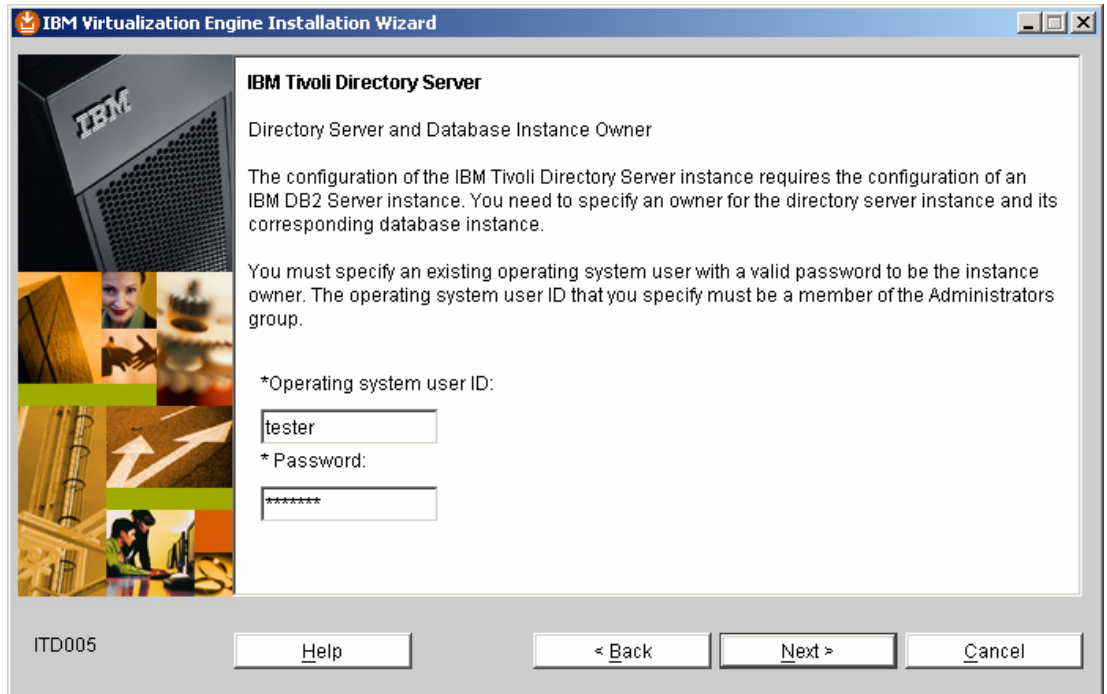 IBM Virtualization Engine Installation Wizard
IBM
IBM Tivoli Directory Server
Directory Server and Database Instance Owner
The configuration of the IBM Tivoli Directory Server instance requires the configuration of an
IBM DB2 Server instance. You need to specify an owner for the directory server instance and its
corresponding database instance.
You must specify an existing operating system user with a valid password to be the instance
owner. The operating system user ID that you specify must be a member of the Administrators
group.
*Operating system user ID:
tester
* Password:
*******
ITD005
Help
< Back
Next >
Cancel